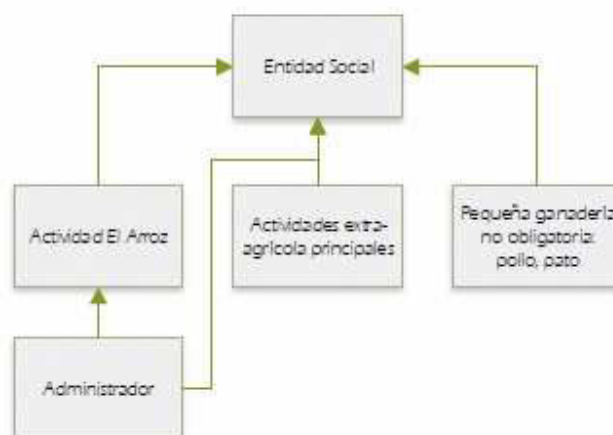 Entidad Social
Actividad El Arroz
Actividades extra-
agrícola principales
Pequeña ganadería
no obligatoria:
pollo, pato
Administrador